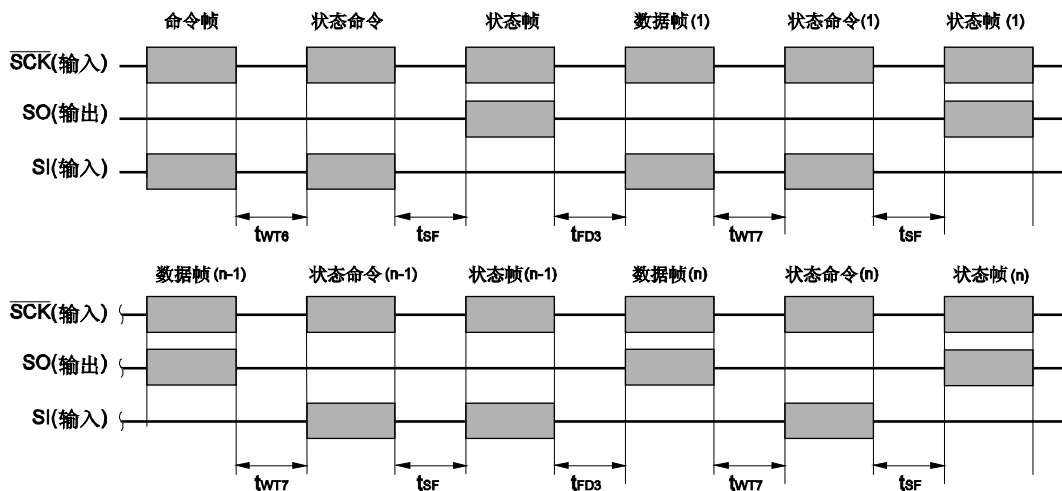 命令帧 状态命令 状态帧 数据帧(1) 状态命令(1) 状态帧(1)
SCK(输入)
SO(输出)
SI(输入)
tWT6 tSF tFD3 tWT7 tSF
数据帧(n-1) 状态命令(n-1) 状态帧(n-1) 数据帧(n) 状态命令(n) 状态帧(n)
SCK(输入)
SO(输出)
SI(输入)
tWT7 tSF tFD3 tWT7 tSF